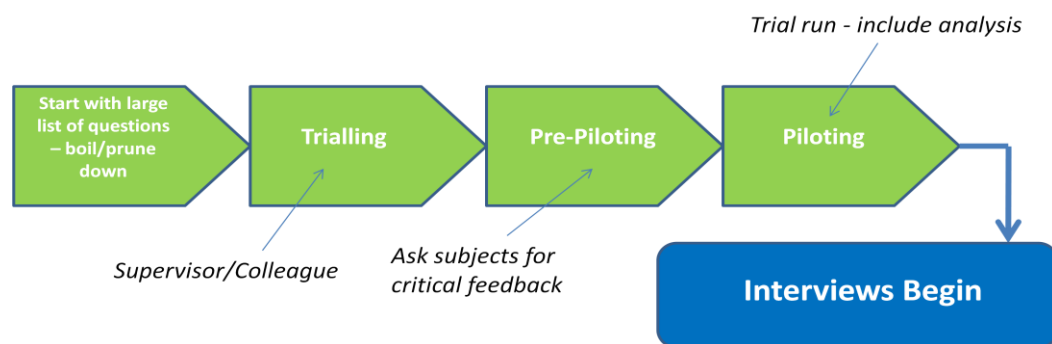 Trial run - include analysis
Start with large
list of questions
– boil/prune
down
Trialling
Pre-Piloting
Piloting
Supervisor/Colleague
Ask subjects for
critical feedback
Interviews Begin